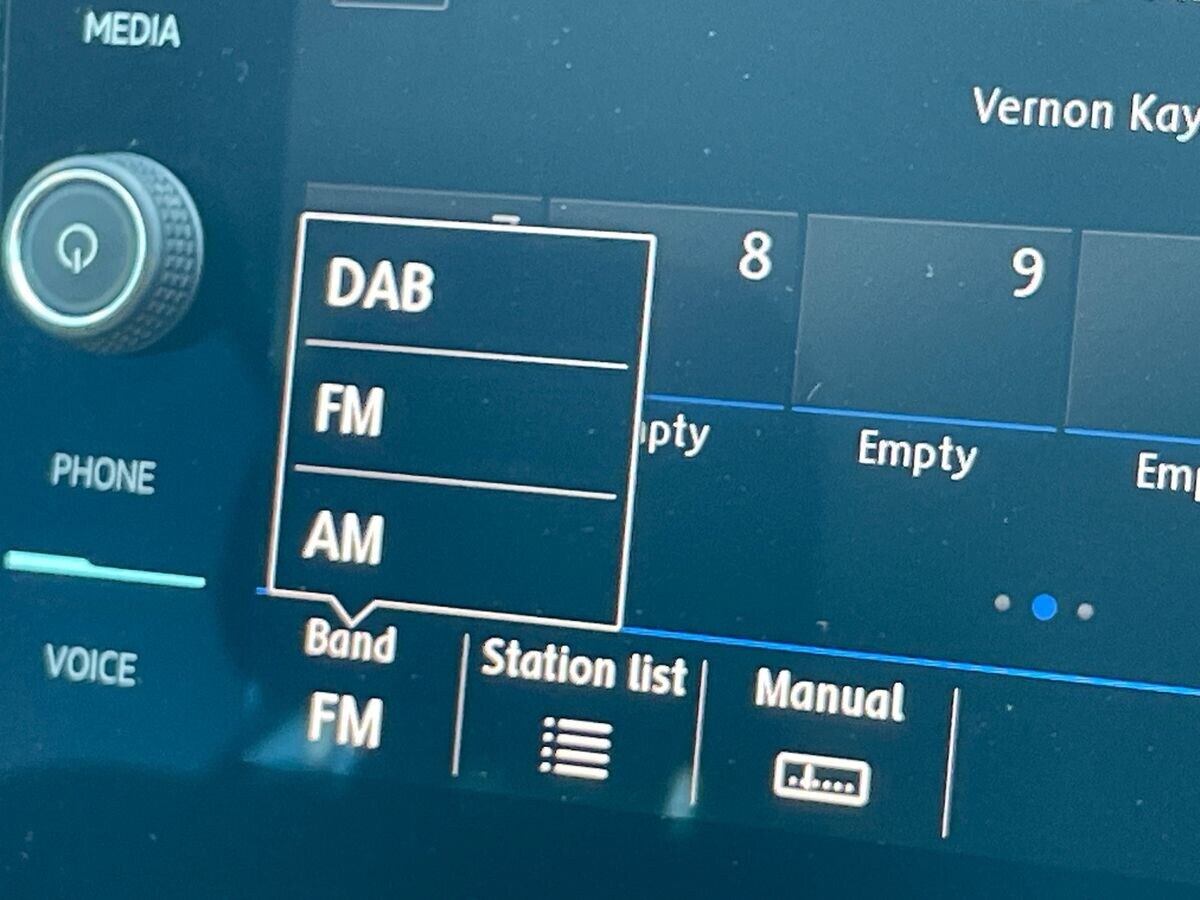 MEDIA
Vernon Kay
8
9
DAB
FM
AM
Empty
PHONE
VOICE
Band
FM
Station list
Manual